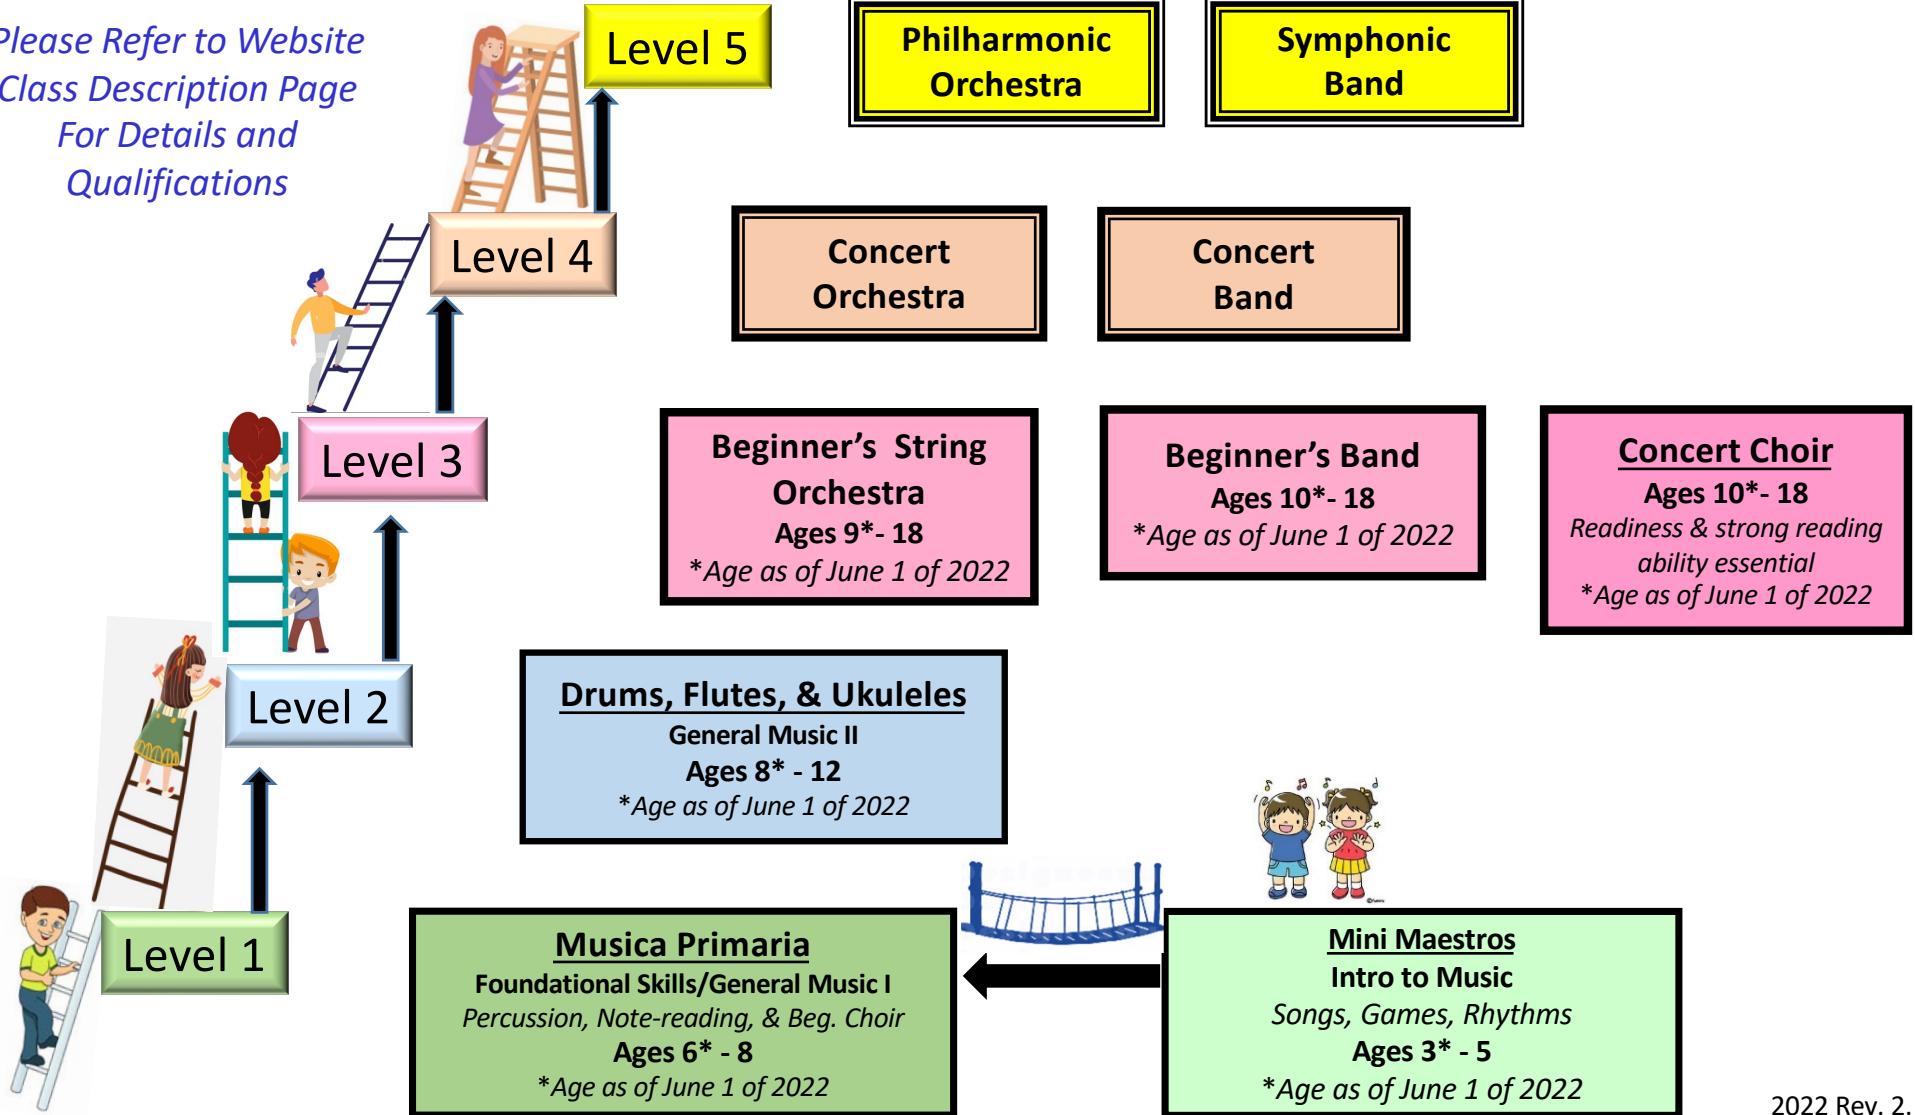 Please Refer to Website
Class Description Page
For Details and
Qualifications
Level 5
Philharmonic
Orchestra
Symphonic
Band
Level 4
Concert
Orchestra
Concert
Band
Level 3
Beginner’s String
Orchestra
Ages 9*- 18
*Age as of June 1 of 2022
Beginner’s Band
Ages 10*- 18
*Age as of June 1 of 2022
Concert Choir
Ages 10*- 18
Readiness & strong reading
ability essential
*Age as of June 1 of 2022
Level 2
Drums, Flutes, & Ukuleles
General Music II
Ages 8* - 12
*Age as of June 1 of 2022
Level 1
Musica Primaria
Foundational Skills/General Music I
Percussion, Note-reading, & Beg. Choir
Ages 6* - 8
*Age as of June 1 of 2022
Mini Maestros
Intro to Music
Songs, Games, Rhythms
Ages 3* - 5
*Age as of June 1 of 2022
2022 Rev. 2.